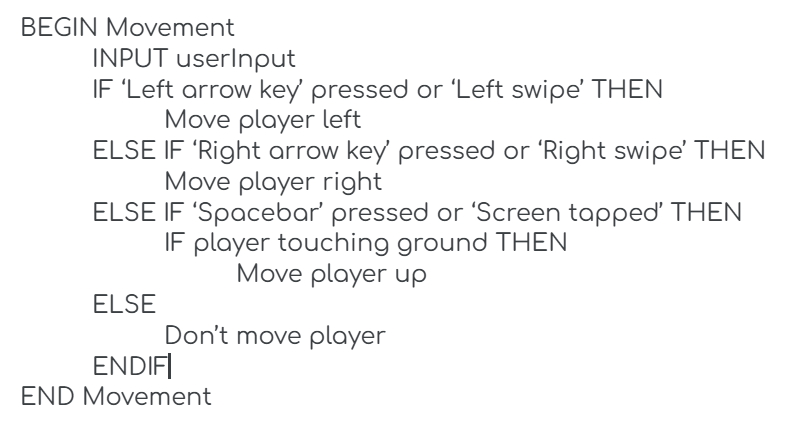 BEGIN Movement
INPUT userInput
IF ‘Left arrow key’ pressed or ‘Left swipe’ THEN
Move player left
ELSE IF ‘Right arrow key’ pressed or ‘Right swipe’ THEN
Move player right
ELSE IF ‘Spacebar’ pressed or ‘Screen tapped’ THEN
IF player touching ground THEN
Move player up
ELSE
Don’t move player
ENDIF
END Movement